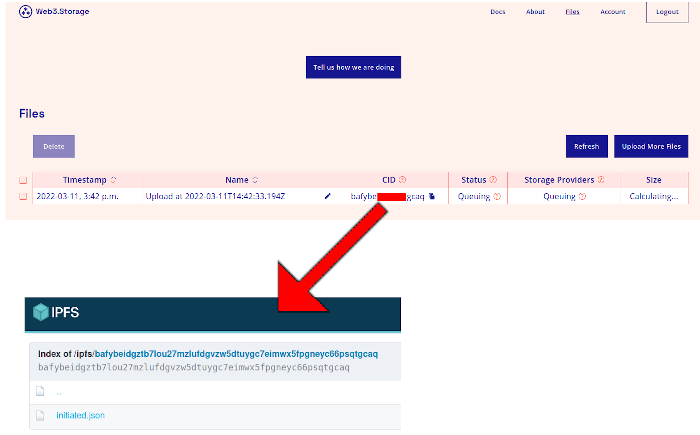 Web3.Storage Docs About Files Account Logout
Tell us how we are doing
Files
Delete Refresh Upload More Files
Timestamp Name CID Status Storage Providers Size
2022-03-11, 3:42 p.m. Upload at 2022-03-11T14:42:33.194Z bafybe gcaq Queuing Queuing Calculating...
IPFS
Index of /ipfs/bafybeidgztb7lou27mzlufdgvzw5dtuygc7eimwx5fpgneyc66psqtgcaq
bafybeidgztb7lou27mzlufdgvzw5dtuygc7eimwx5fpgneyc66psqtgcaq
..
initiated.json